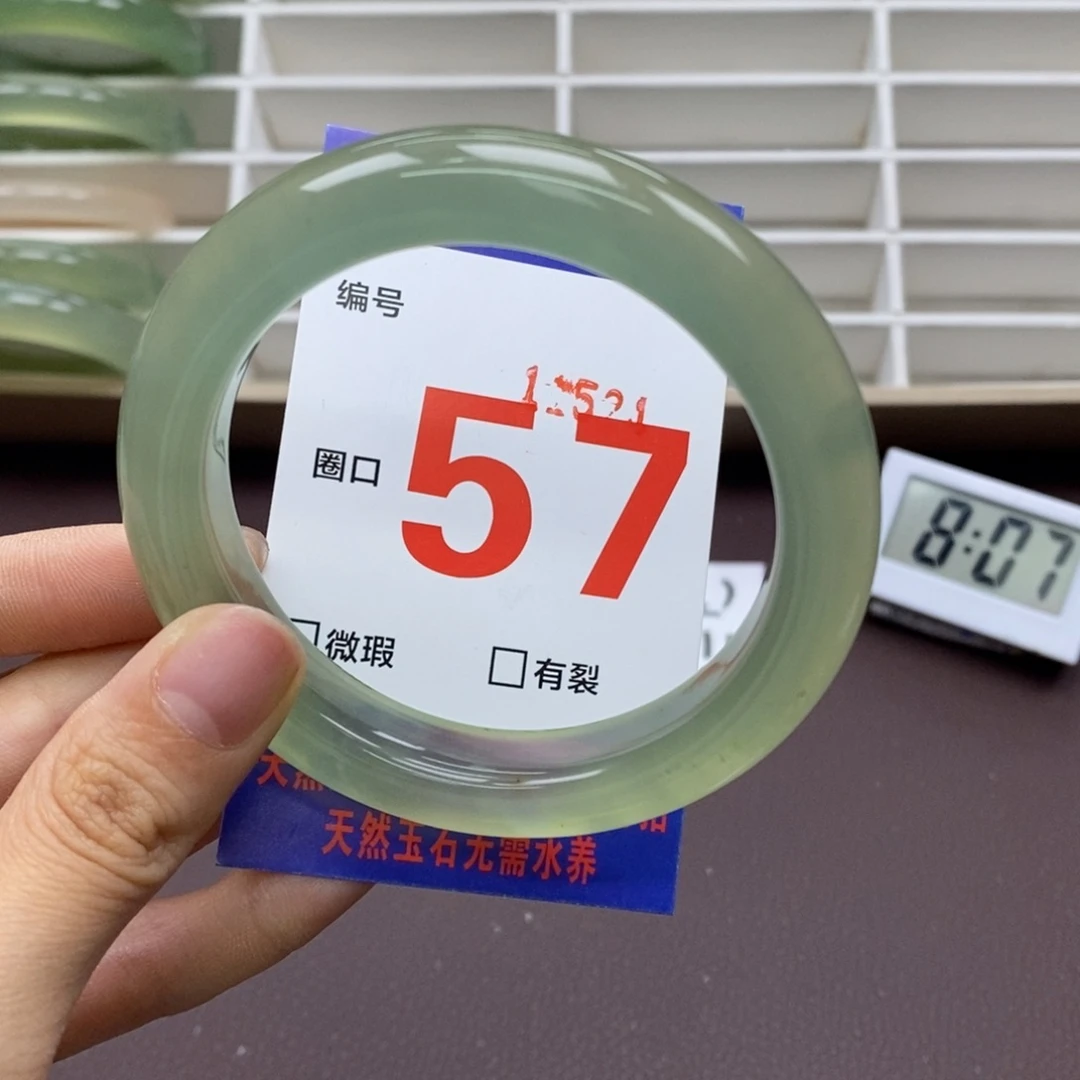 编号
圈口 57
□微瑕 □有裂
8:07
天然玉石无需水养